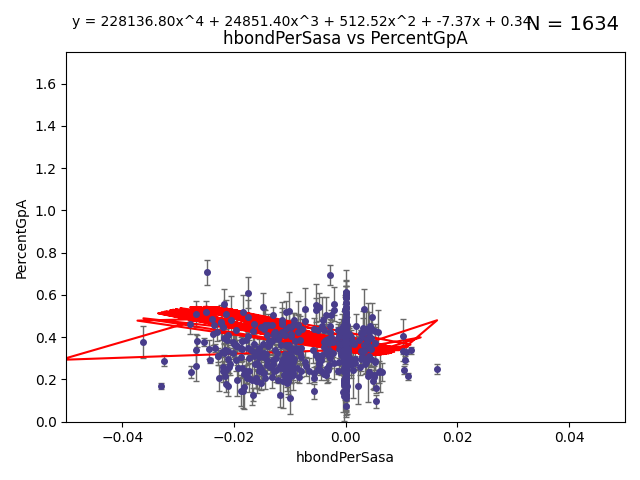 y = 228136.80x^4 + 24851.40x^3 + 512.52x^2 + -7.37x + 0.34
N = 1634
hbondPerSasa vs PercentGpA
PercentGpA
1.6
1.4
1.2
1.0
0.8
0.6
0.4
0.2
0.0
−0.04 −0.02 0.00 0.02 0.04
hbondPerSasa